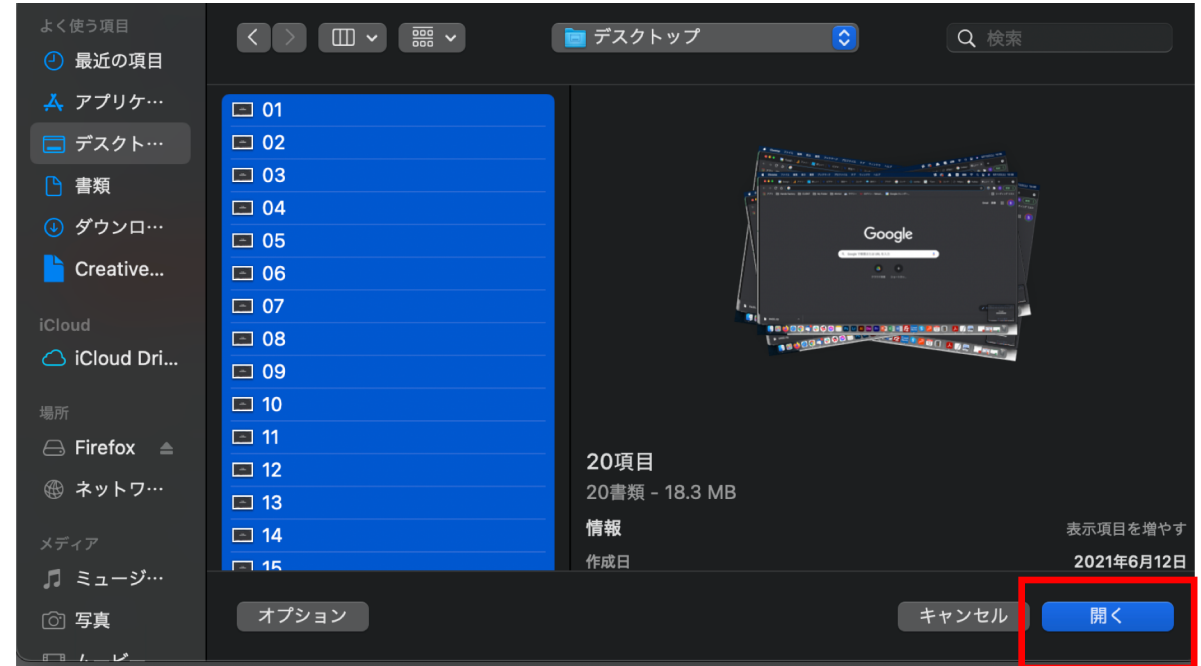 よく使う項目
最近の項目
アプリケ…
デスクト…
書類
ダウンロ…
Creative...
iCloud
iCloud Dri...
場所
Firefox
ネットワ…
メディア
ミュージ…
写真
ムービー
デスクトップ
検索
01
02
03
04
05
06
07
08
09
10
11
12
13
14
15
Google
20項目
20書類 – 18.3 MB
情報
表示項目を増やす
作成日
2021年6月12日
オプション
キャンセル
開く